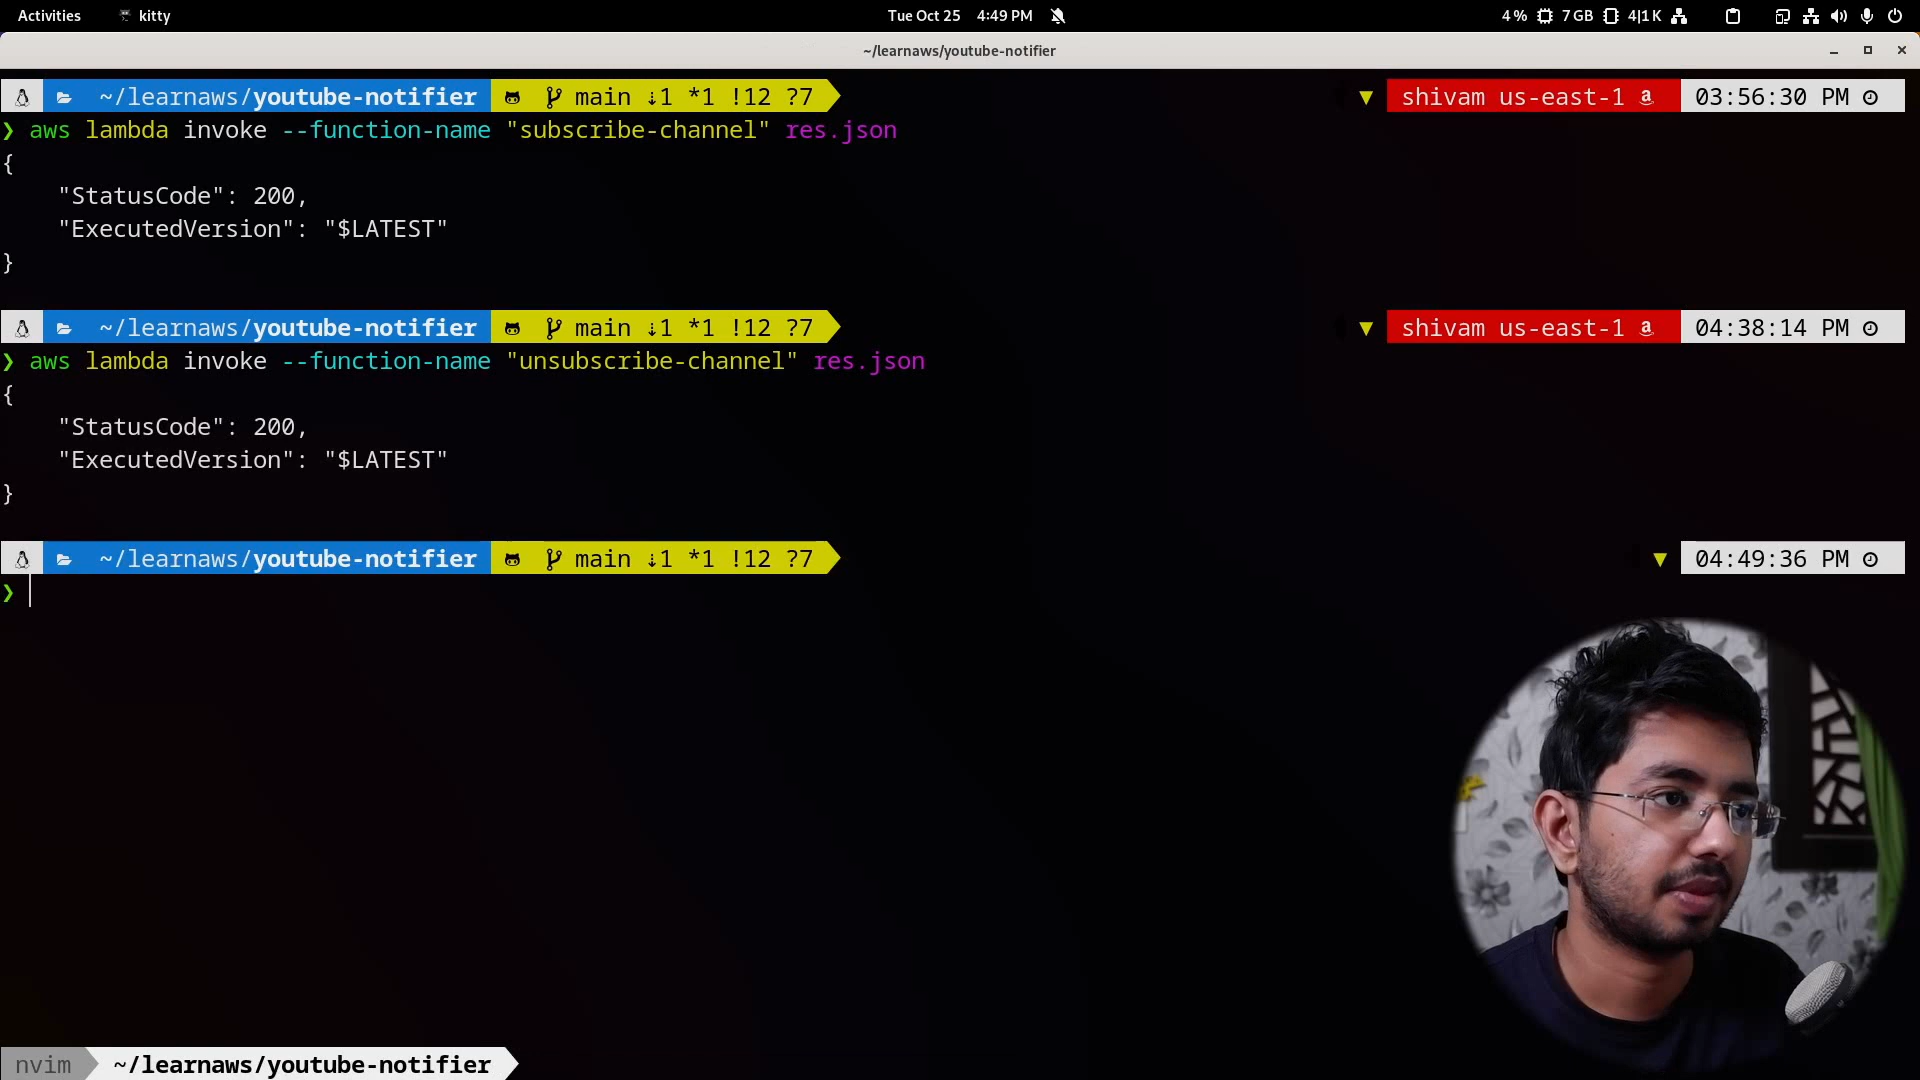 Activities kitty Tue Oct 25 4:49 PM 4 % 7 GB 4|1 K
~/learnaws/youtube-notifier
~/learnaws/youtube-notifier main ⇣1 *1 !12 ?7 shivam us-east-1 03:56:30 PM
❯ aws lambda invoke --function-name "subscribe-channel" res.json
{
"StatusCode": 200,
"ExecutedVersion": "$LATEST"
}
~/learnaws/youtube-notifier main ⇣1 *1 !12 ?7 shivam us-east-1 04:38:14 PM
❯ aws lambda invoke --function-name "unsubscribe-channel" res.json
{
"StatusCode": 200,
"ExecutedVersion": "$LATEST"
}
~/learnaws/youtube-notifier main ⇣1 *1 !12 ?7 04:49:36 PM
❯
nvim ~/learnaws/youtube-notifier